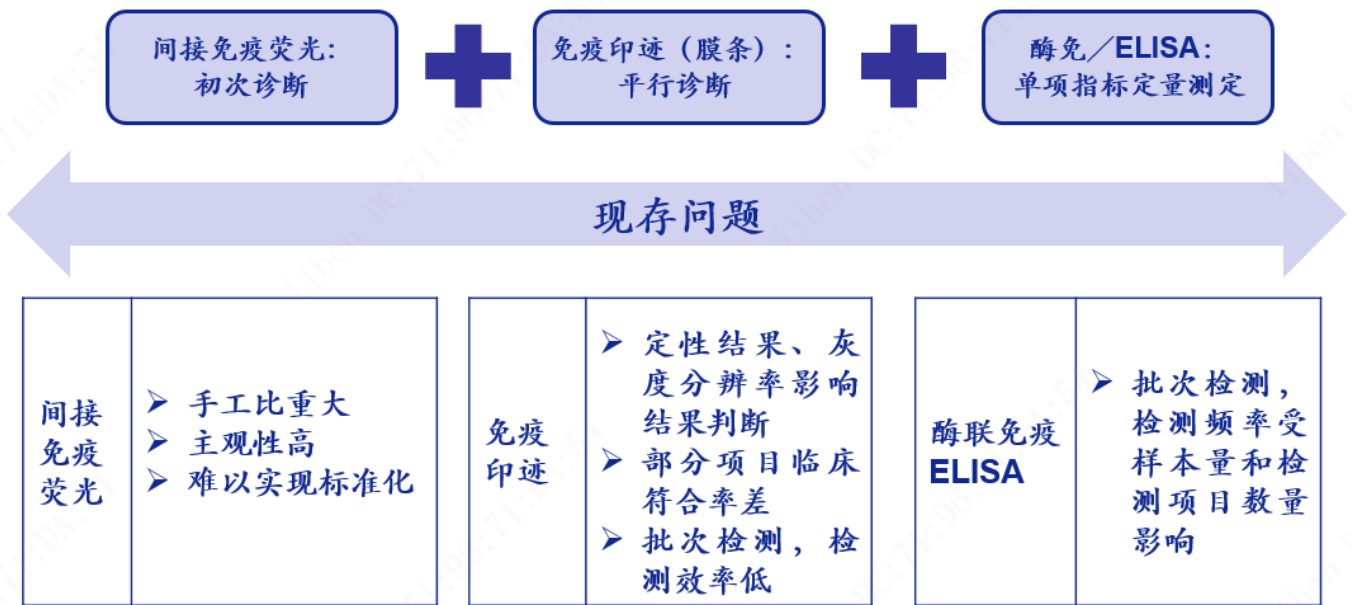 间接免疫荧光:
初次诊断
免疫印迹（膜条）:
平行诊断
酶免／ELISA:
单项指标定量测定
现存问题
间接
免疫
荧光
➢ 手工比重大
➢ 主观性高
➢ 难以实现标准化
免疫
印迹
➢ 定性结果、灰
度分辨率影响
结果判断
➢ 部分项目临床
符合率差
➢ 批次检测，检
测效率低
酶联免疫
ELISA
➢ 批次检测，
检测频率受
样本量和检
测项目数量
影响